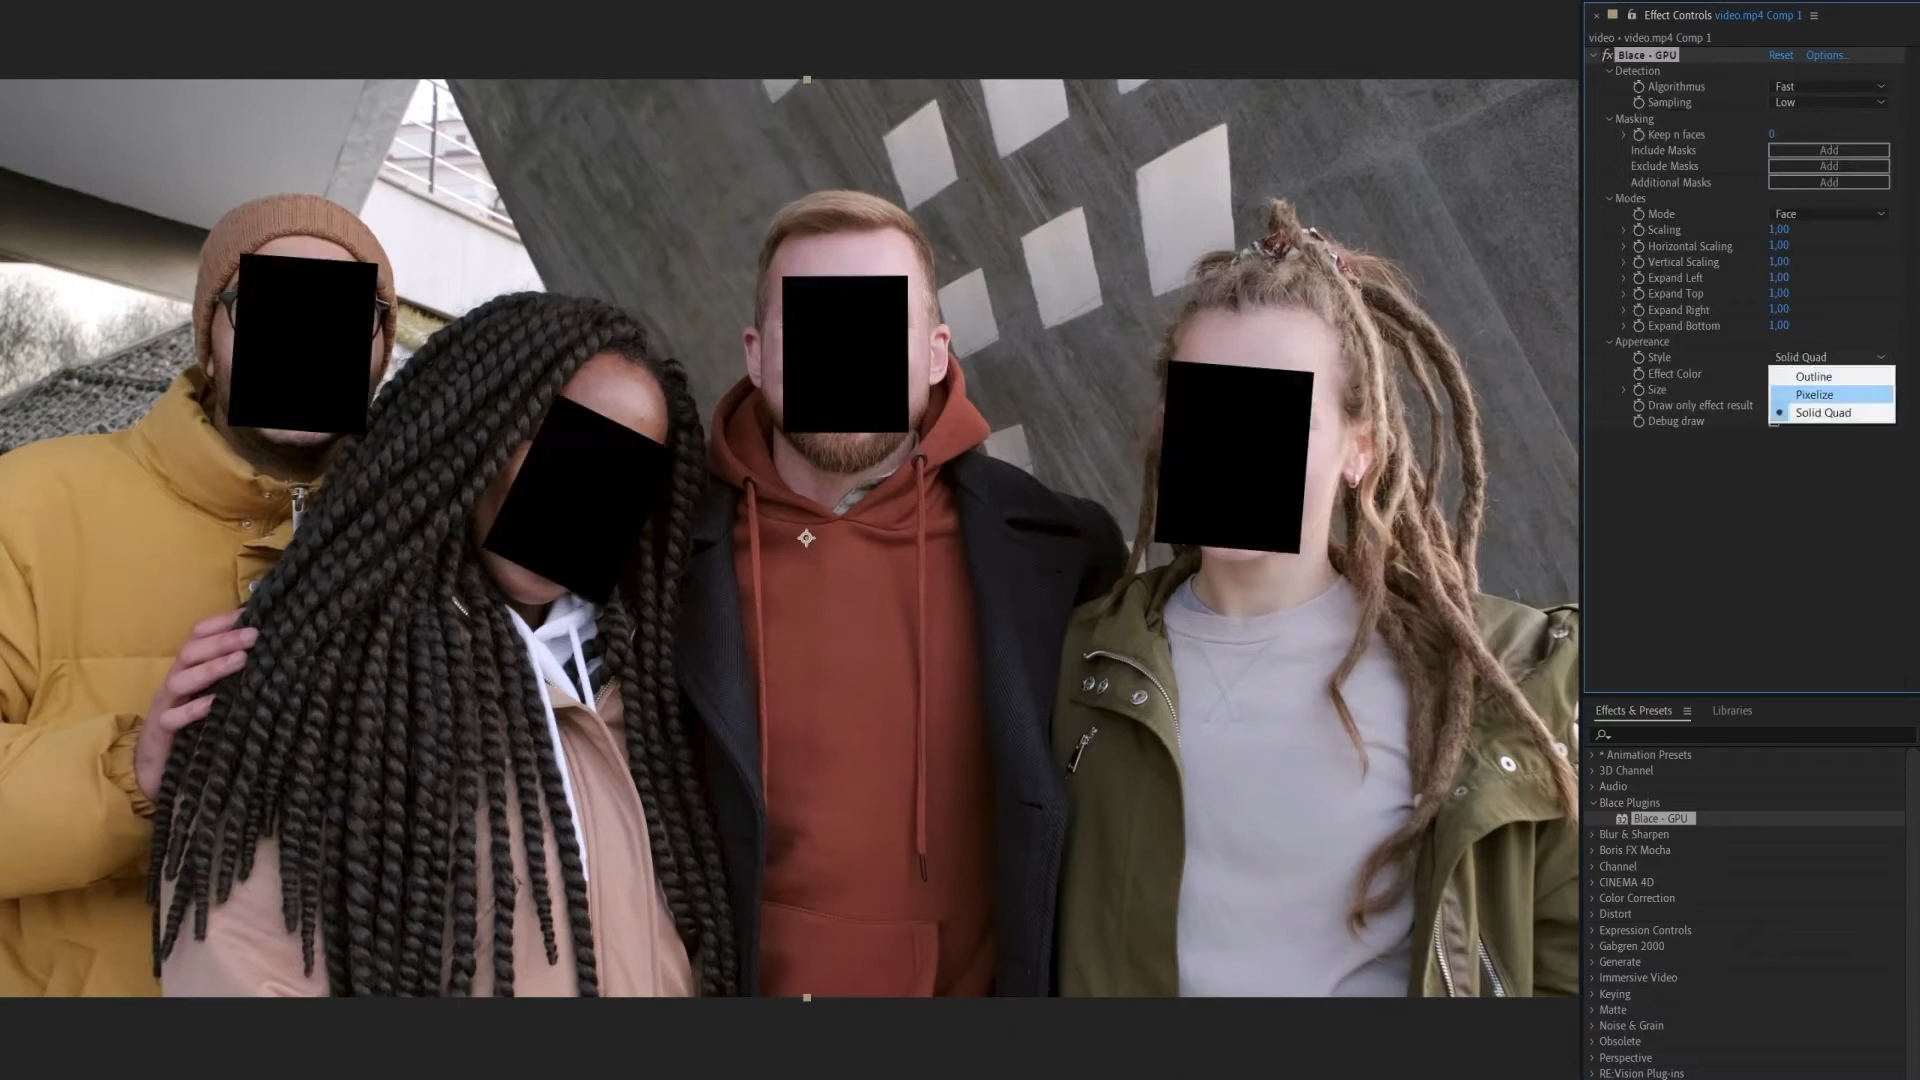 Effect Controls video.mp4 Comp 1
video • video.mp4 Comp 1
fx Blace - GPU Reset Options...
Detection
Algorithmus Fast
Sampling Low
Masking
Keep n faces 0
Include Masks Add
Exclude Masks Add
Additional Masks Add
Modes
Mode Face
Scaling 1,00
Horizontal Scaling 1,00
Vertical Scaling 1,00
Expand Left 1,00
Expand Top 1,00
Expand Right 1,00
Expand Bottom 1,00
Appereance
Style Solid Quad
Effect Color
Outline
Size
Pixelize
Draw only effect result
Solid Quad
Debug draw
Effects & Presets Libraries
* Animation Presets
3D Channel
Audio
Blace Plugins
32 Blace - GPU
Blur & Sharpen
Boris FX Mocha
Channel
CINEMA 4D
Color Correction
Distort
Expression Controls
Gabgren 2000
Generate
Immersive Video
Keying
Matte
Noise & Grain
Obsolete
Perspective
RE:Vision Plug-ins